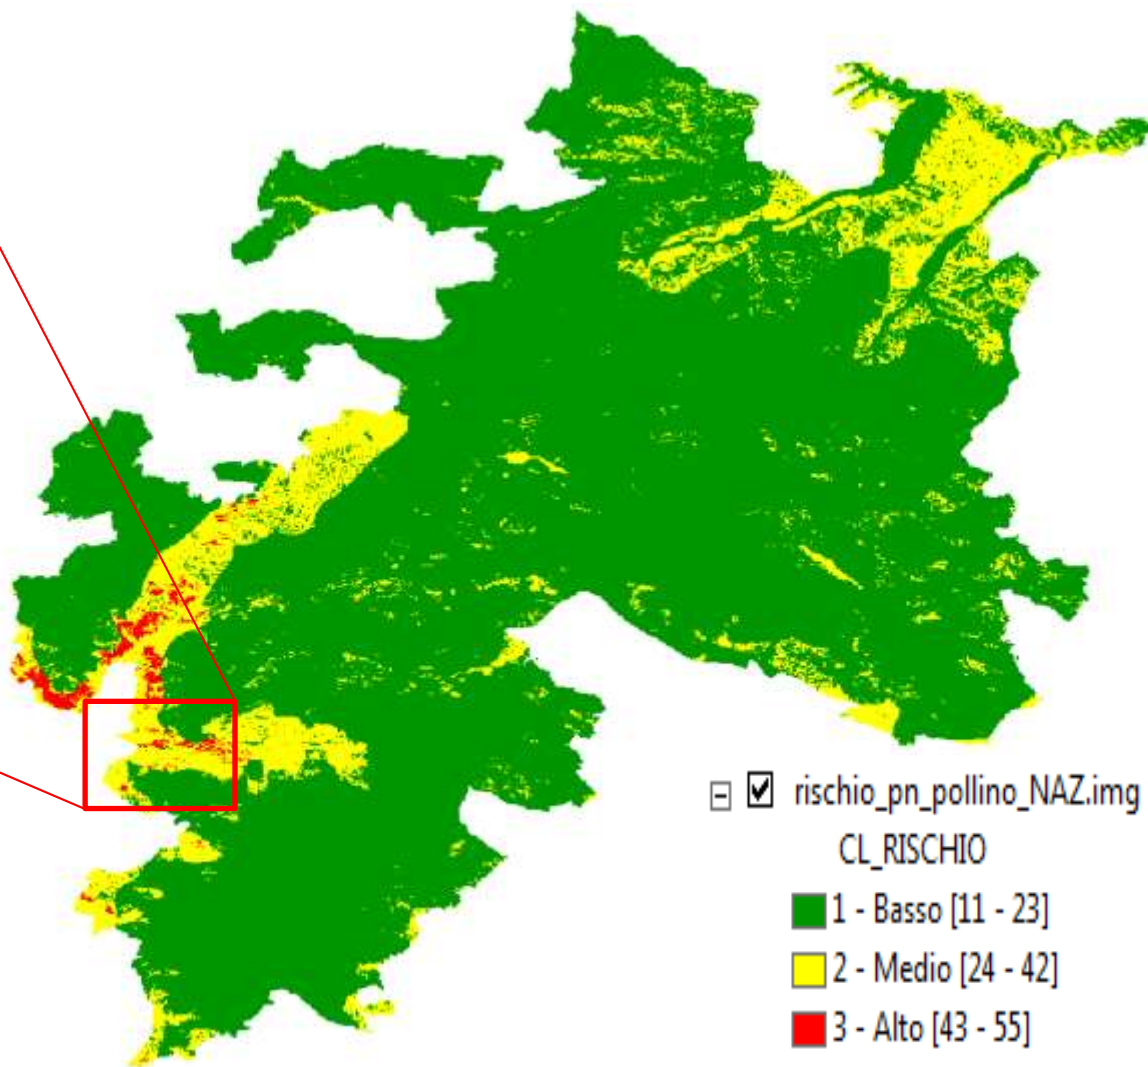 rischio_pn_pollino_NAZ.img
CL_RISCHIO
1 - Basso [11 - 23]
2 - Medio [24 - 42]
3 - Alto [43 - 55]